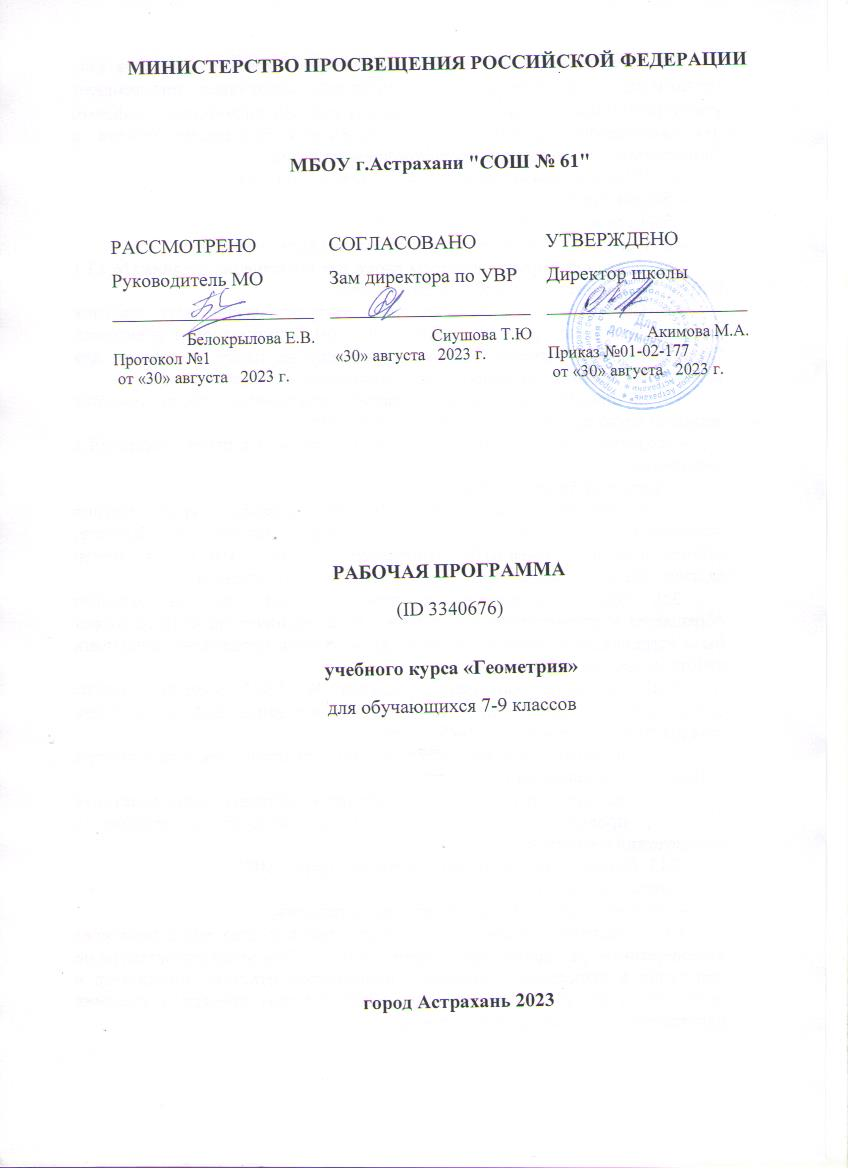 МИНИСТЕРСТВО ПРОСВЕЩЕНИЯ РОССИЙСКОЙ ФЕДЕРАЦИИ
МБОУ г.Астрахани "СОШ № 61"
РАССМОТРЕНО
Руководитель МО
Белокрылова Е.В.
Протокол №1
от «30» августа 2023 г.
СОГЛАСОВАНО
Зам директора по УВР
Сиушова Т.Ю
«30» августа 2023 г.
УТВЕРЖДЕНО
Директор школы
Акимова М.А.
Приказ №01-02-177
от «30» августа 2023 г.
Для
документов
РАБОЧАЯ ПРОГРАММА
(ID 3340676)
учебного курса «Геометрия»
для обучающихся 7-9 классов
город Астрахань 2023